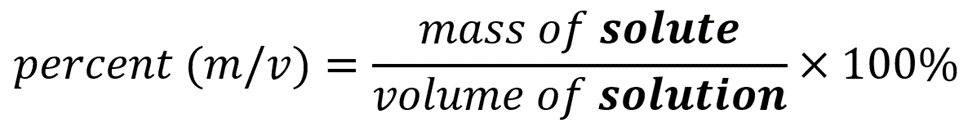 percent (m/v) = mass of solute / volume of solution × 100%